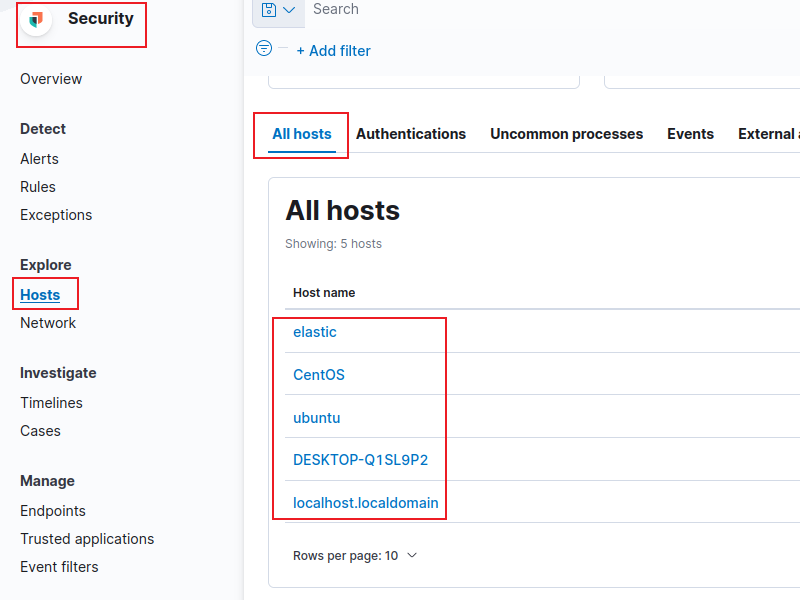 Security
Overview
Detect
Alerts
Rules
Exceptions
Explore
Hosts
Network
Investigate
Timelines
Cases
Manage
Endpoints
Trusted applications
Event filters
Search
+ Add filter
All hosts Authentications Uncommon processes Events External
All hosts
Showing: 5 hosts
Host name
elastic
CentOS
ubuntu
DESKTOP-Q1SL9P2
localhost.localdomain
Rows per page: 10